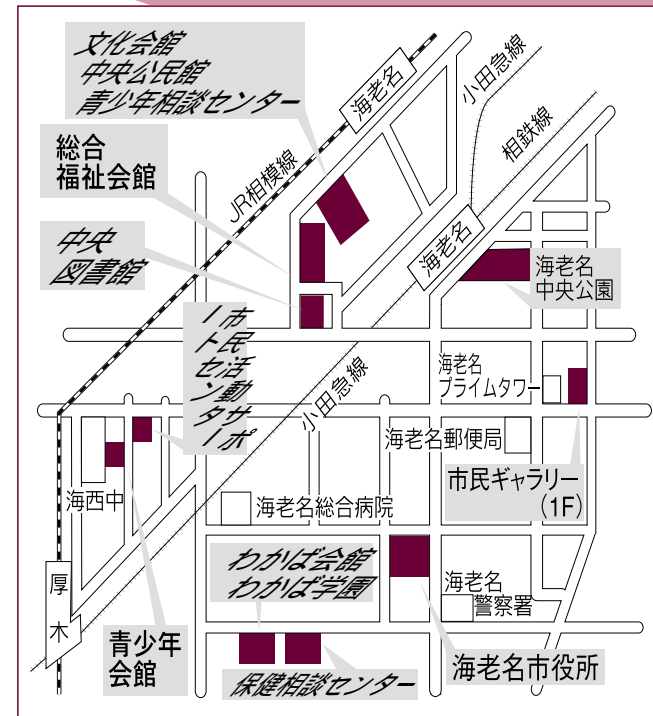 文化会館
中央公民館
青少年相談センター
海老名
小田急線
相鉄線
総合
福祉会館
JR相模線
中央
図書館
海老名
海老名
中央公園
市民活動サポ
ートセンター
小田急線
海老名
プライムタワー
海老名郵便局
市民ギャラリー
(1F)
海西中
海老名総合病院
わかば会館
わかば学園
海老名
警察署
厚木
青少年
会館
保健相談センター
海老名市役所